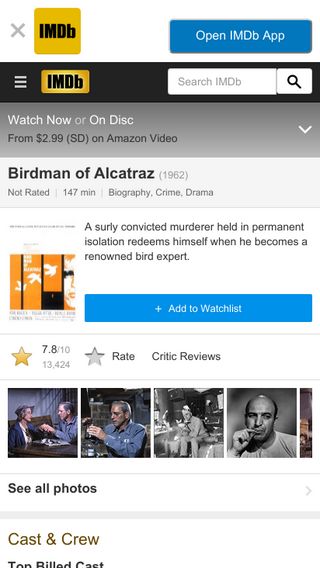 IMDb
Open IMDb App
IMDb
Search IMDb
Watch Now or On Disc
From $2.99 (SD) on Amazon Video
Birdman of Alcatraz (1962)
Not Rated | 147 min | Biography, Crime, Drama
A surly convicted murderer held in permanent
isolation redeems himself when he becomes a
renowned bird expert.
+ Add to Watchlist
7.8/10
13,424
Rate
Critic Reviews
See all photos
Cast & Crew
Top Billed Cast